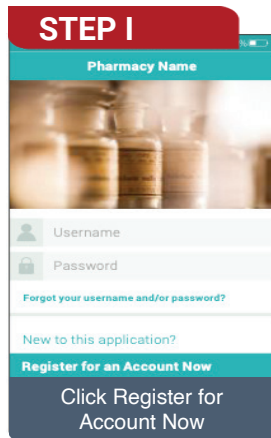 STEP I
Pharmacy Name
Username
Password
Forgot your username and/or password?
New to this application?
Register for an Account Now
Click Register for
Account Now